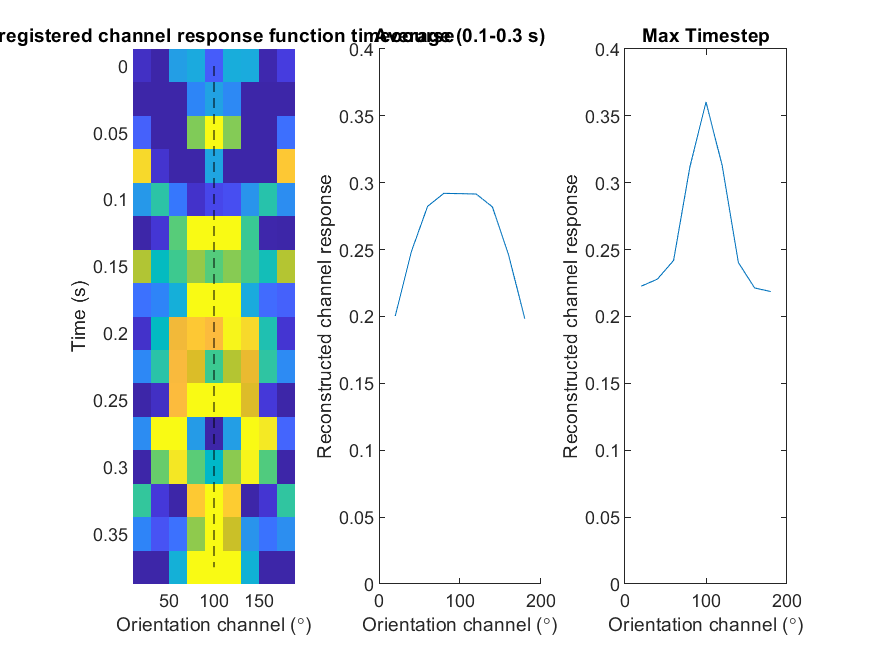 registered channel response function timecourse
Average (0.1-0.3 s)
Max Timestep
0
0.05
0.1
0.15
0.2
0.25
0.3
0.35
Time (s)
50 100 150
Orientation channel (°)
0.4
0.35
0.3
0.25
0.2
0.15
0.1
0.05
0
Reconstructed channel response
0 100 200
Orientation channel (°)
0.4
0.35
0.3
0.25
0.2
0.15
0.1
0.05
0
Reconstructed channel response
0 100 200
Orientation channel (°)